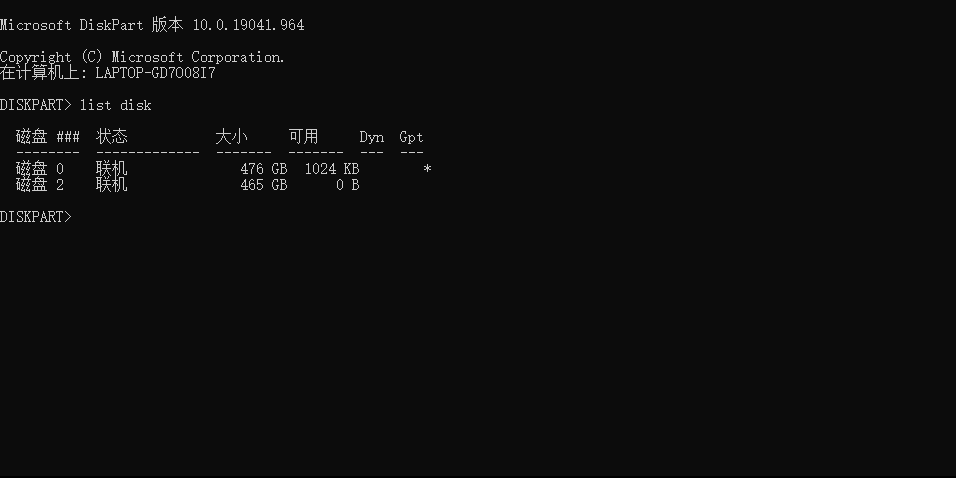 Microsoft DiskPart 版本 10.0.19041.964
Copyright (C) Microsoft Corporation.
在计算机上: LAPTOP-GD7O08I7
DISKPART> list disk
磁盘 ###  状态           大小     可用     Dyn  Gpt
--------  -------------  -------  -------  ---  ---
磁盘 0    联机              476 GB  1024 KB        *
磁盘 2    联机              465 GB      0 B
DISKPART>